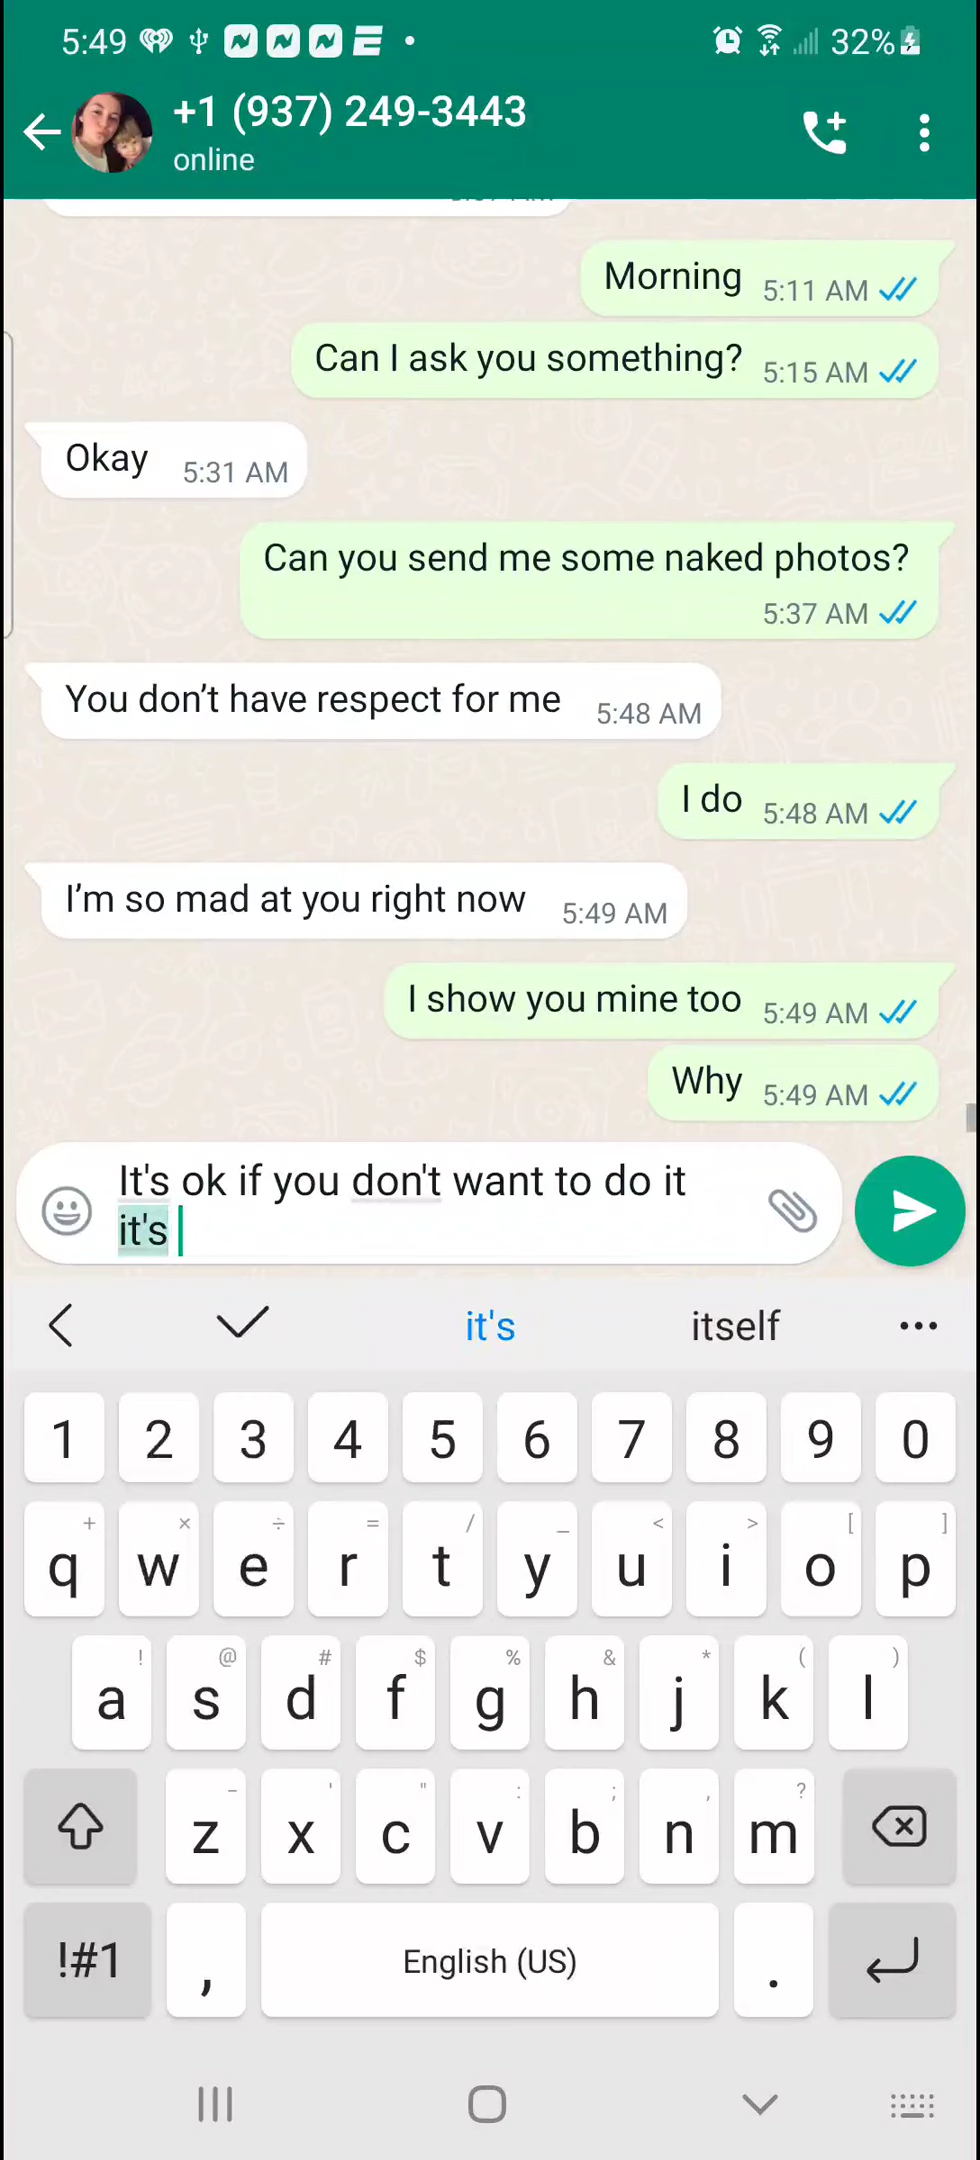 5:49 32%
+1 (937) 249-3443
online
Morning 5:11 AM
Can I ask you something? 5:15 AM
Okay 5:31 AM
Can you send me some naked photos?
5:37 AM
You don’t have respect for me 5:48 AM
I do 5:48 AM
I’m so mad at you right now 5:49 AM
I show you mine too 5:49 AM
Why 5:49 AM
It's ok if you don't want to do it
it's
it's itself •••
1 2 3 4 5 6 7 8 9 0
+ × ÷ = / _ < > [ ]
q w e r t y u i o p
! @ # $ % & * ( )
a s d f g h j k l
- ' " : ; , ?
z x c v b n m
!#1 , English (US) .